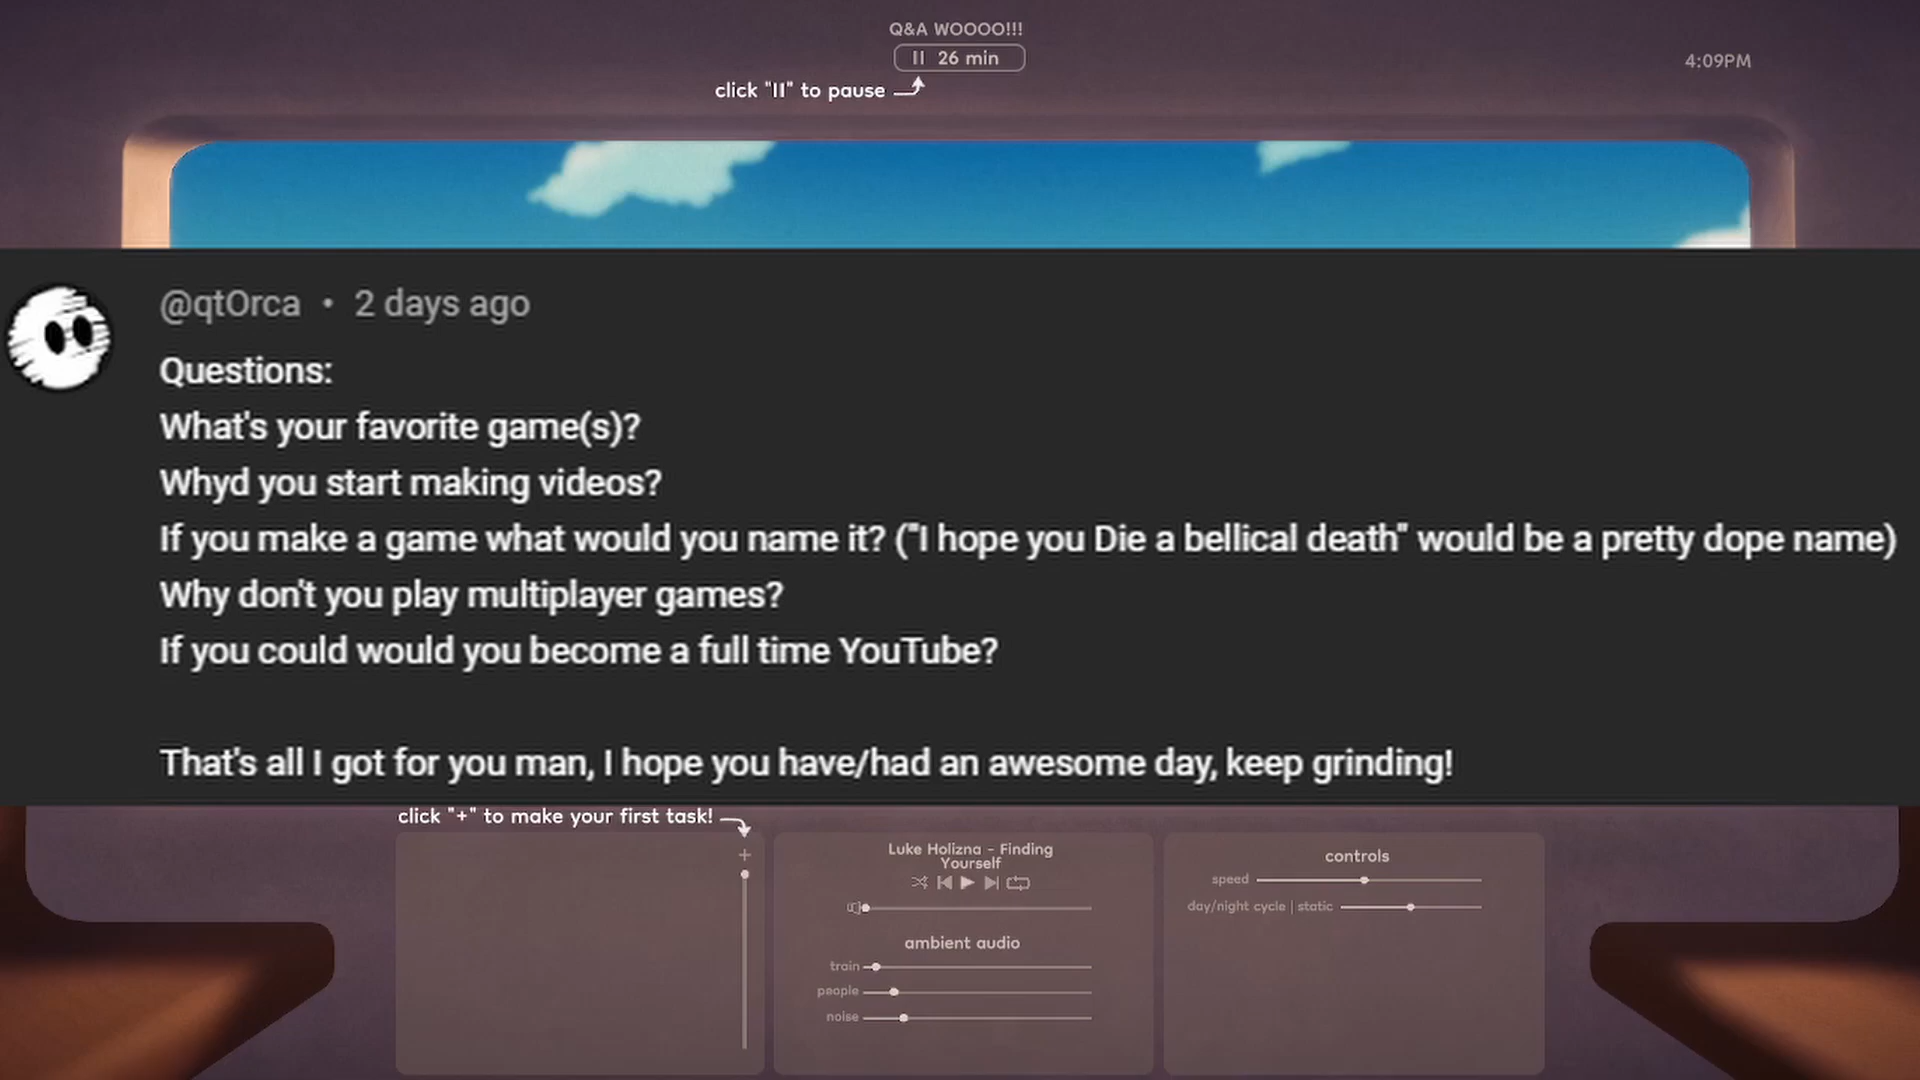 Q&A WOOOO!!!
26 min
4:09PM
click "II" to pause
@qtOrca • 2 days ago
Questions:
What's your favorite game(s)?
Whyd you start making videos?
If you make a game what would you name it? ("I hope you Die a bellical death" would be a pretty dope name)
Why don't you play multiplayer games?
If you could would you become a full time YouTube?
That's all I got for you man, I hope you have/had an awesome day, keep grinding!
click "+" to make your first task!
Luke Holizna - Finding
Yourself
ambient audio
train
people
noise
controls
speed
day/night cycle | static